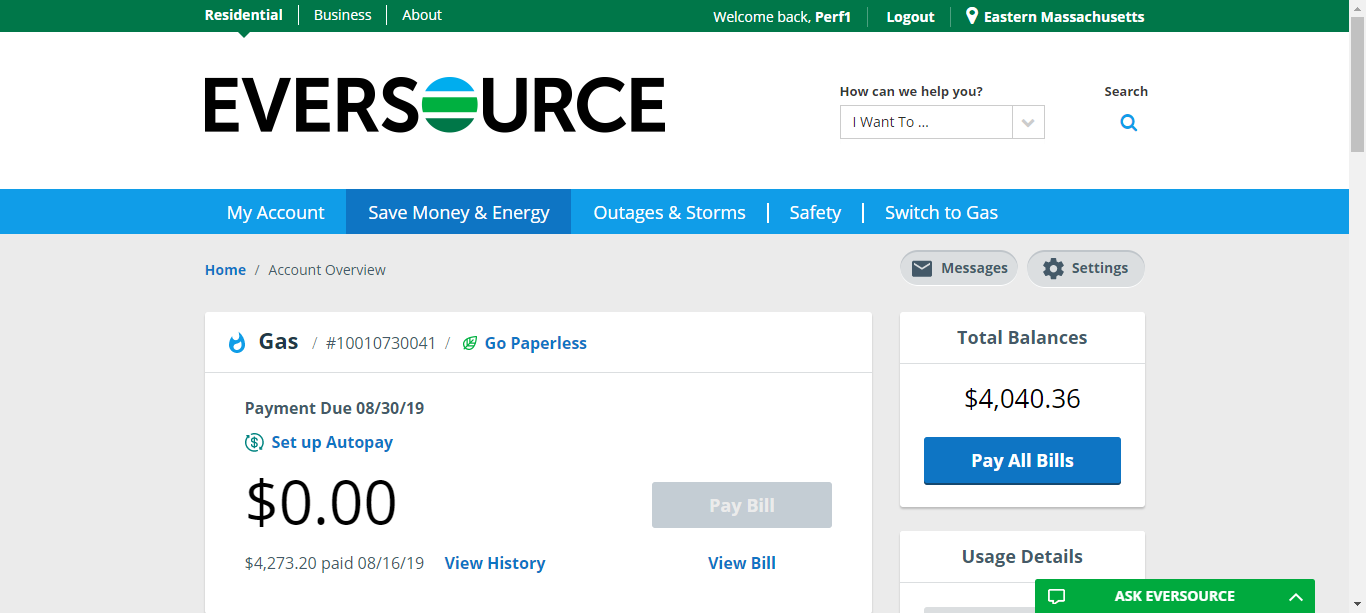 Residential Business About Welcome back, Perf1 Logout Eastern Massachusetts
EVERSOURCE
How can we help you? Search
I Want To ...
My Account Save Money & Energy Outages & Storms Safety Switch to Gas
Home / Account Overview Messages Settings
Gas / #10010730041 / Go Paperless
Payment Due 08/30/19
Set up Autopay
$0.00 Pay Bill
$4,273.20 paid 08/16/19 View History View Bill
Total Balances
$4,040.36
Pay All Bills
Usage Details
ASK EVERSOURCE